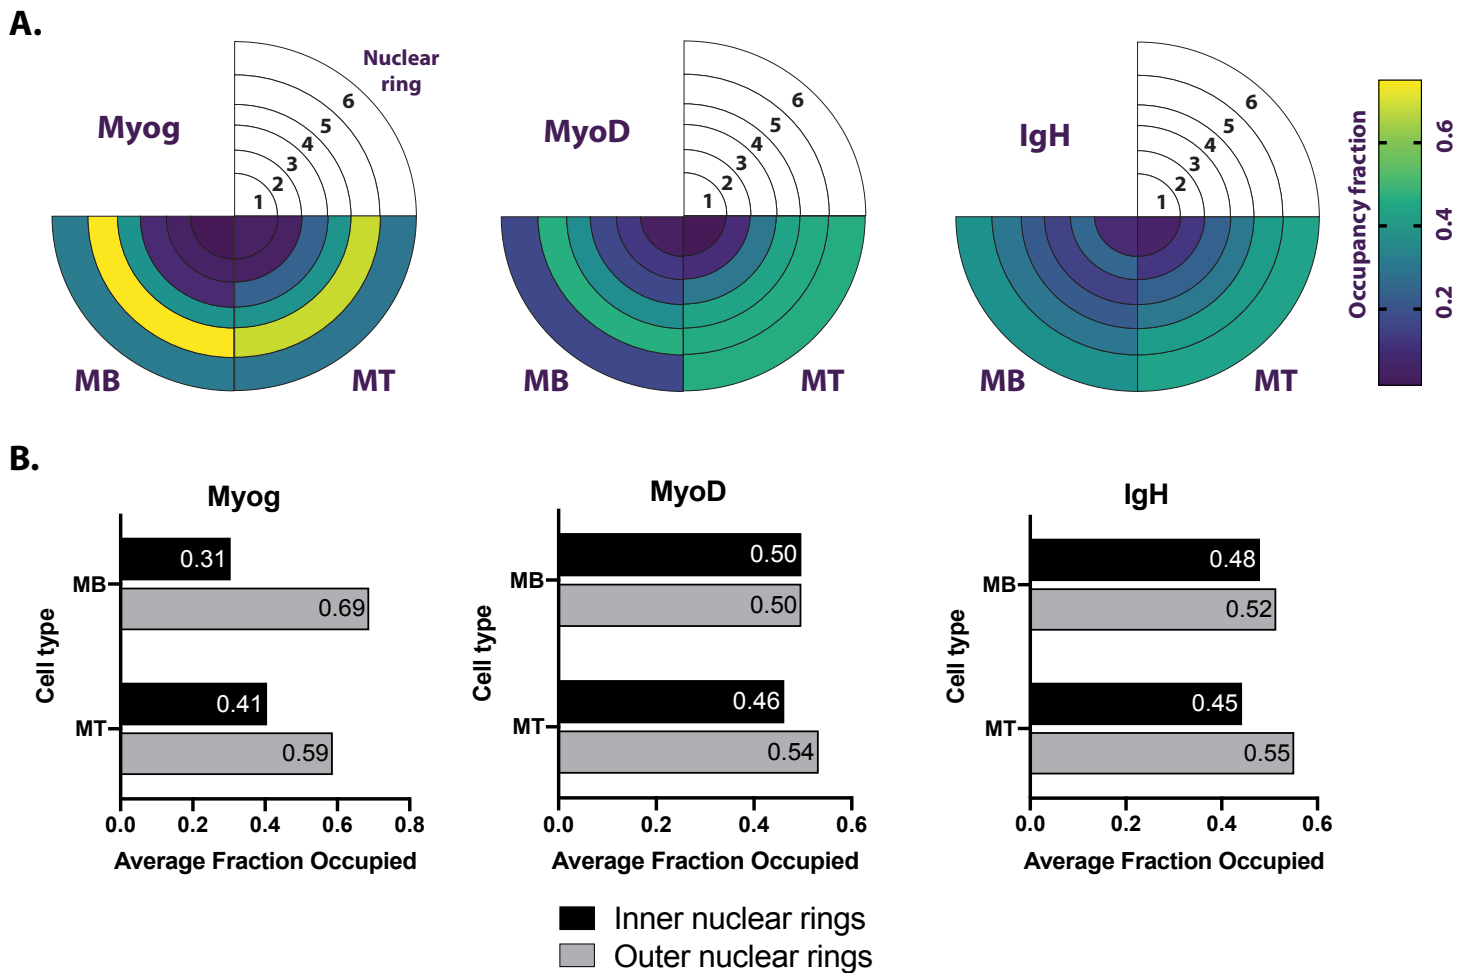 A.
Myog
Nuclear
ring
6
5
4
3
2
1
MB
MT
MyoD
6
5
4
3
2
1
MB
MT
IgH
6
5
4
3
2
1
MB
MT
Occupancy fraction
0.6
0.4
0.2
B.
Myog
Cell type
MB
0.31
0.69
MT
0.41
0.59
0.0 0.2 0.4 0.6 0.8
Average Fraction Occupied
MyoD
Cell type
MB
0.50
0.50
MT
0.46
0.54
0.0 0.2 0.4 0.6
Average Fraction Occupied
IgH
Cell type
MB
0.48
0.52
MT
0.45
0.55
0.0 0.2 0.4 0.6
Average Fraction Occupied
Inner nuclear rings
Outer nuclear rings